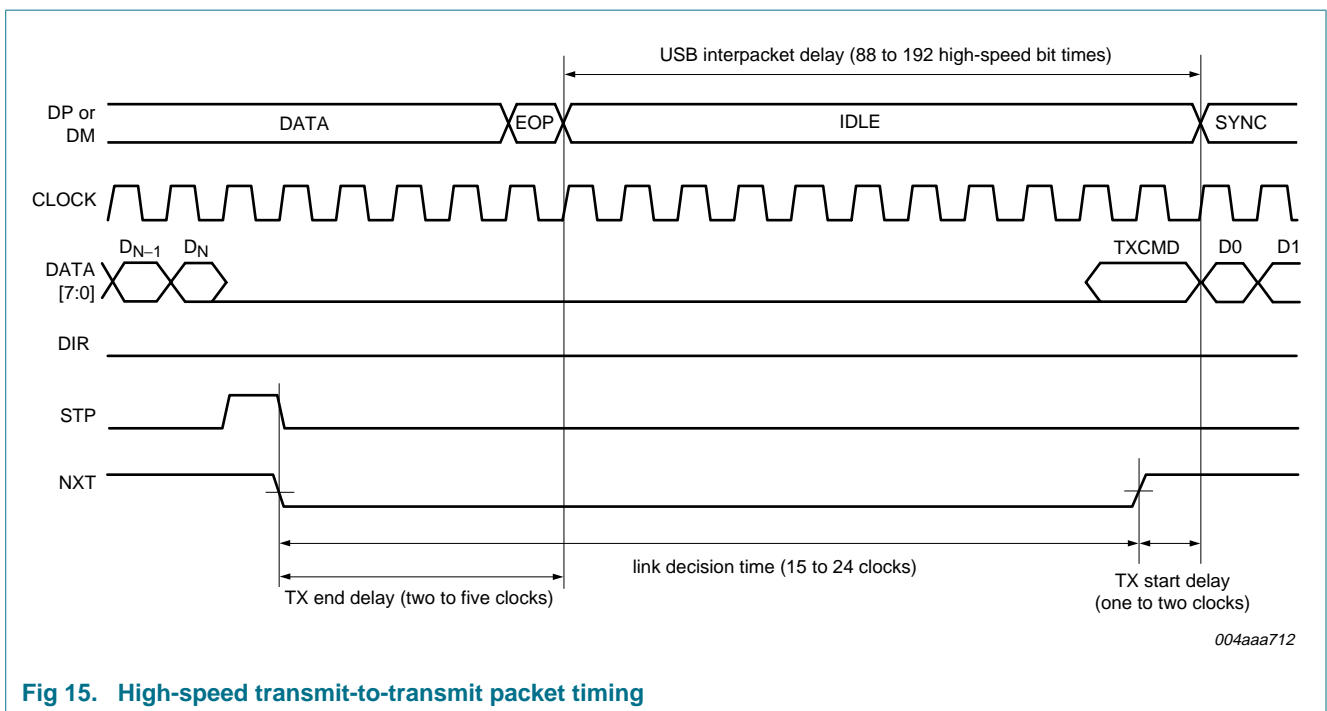 USB interpacket delay (88 to 192 high-speed bit times)
DP or
DM
DATA
EOP
IDLE
SYNC
CLOCK
DN–1
DN
TXCMD
D0
D1
DATA
[7:0]
DIR
STP
NXT
link decision time (15 to 24 clocks)
TX end delay (two to five clocks)
TX start delay
(one to two clocks)
004aaa712
Fig 15. High-speed transmit-to-transmit packet timing